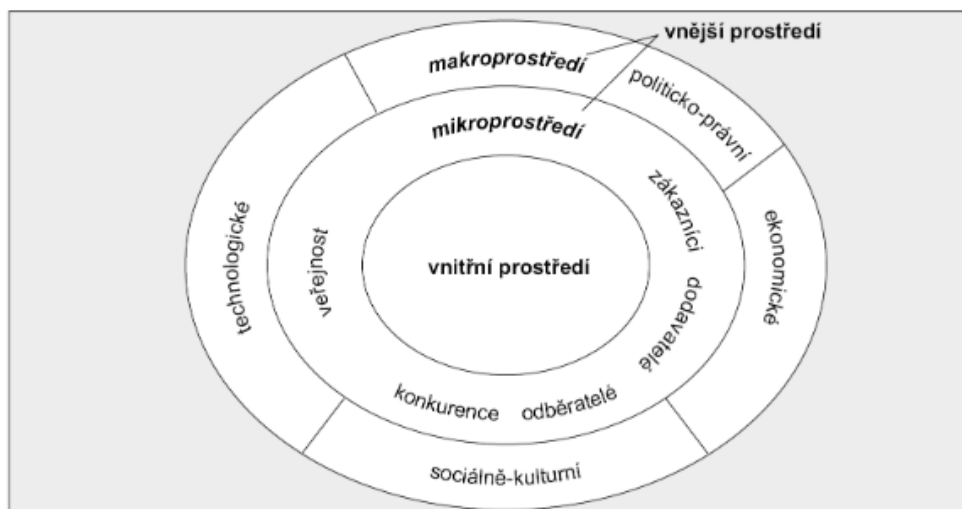 vnější prostředí
makroprostředí
politicko-právní
mikroprostředí
zákazníci
technologické
veřejnost
vnitřní prostředí
ekonomické
dodavatelé
konkurence
odběratelé
sociálně-kulturní